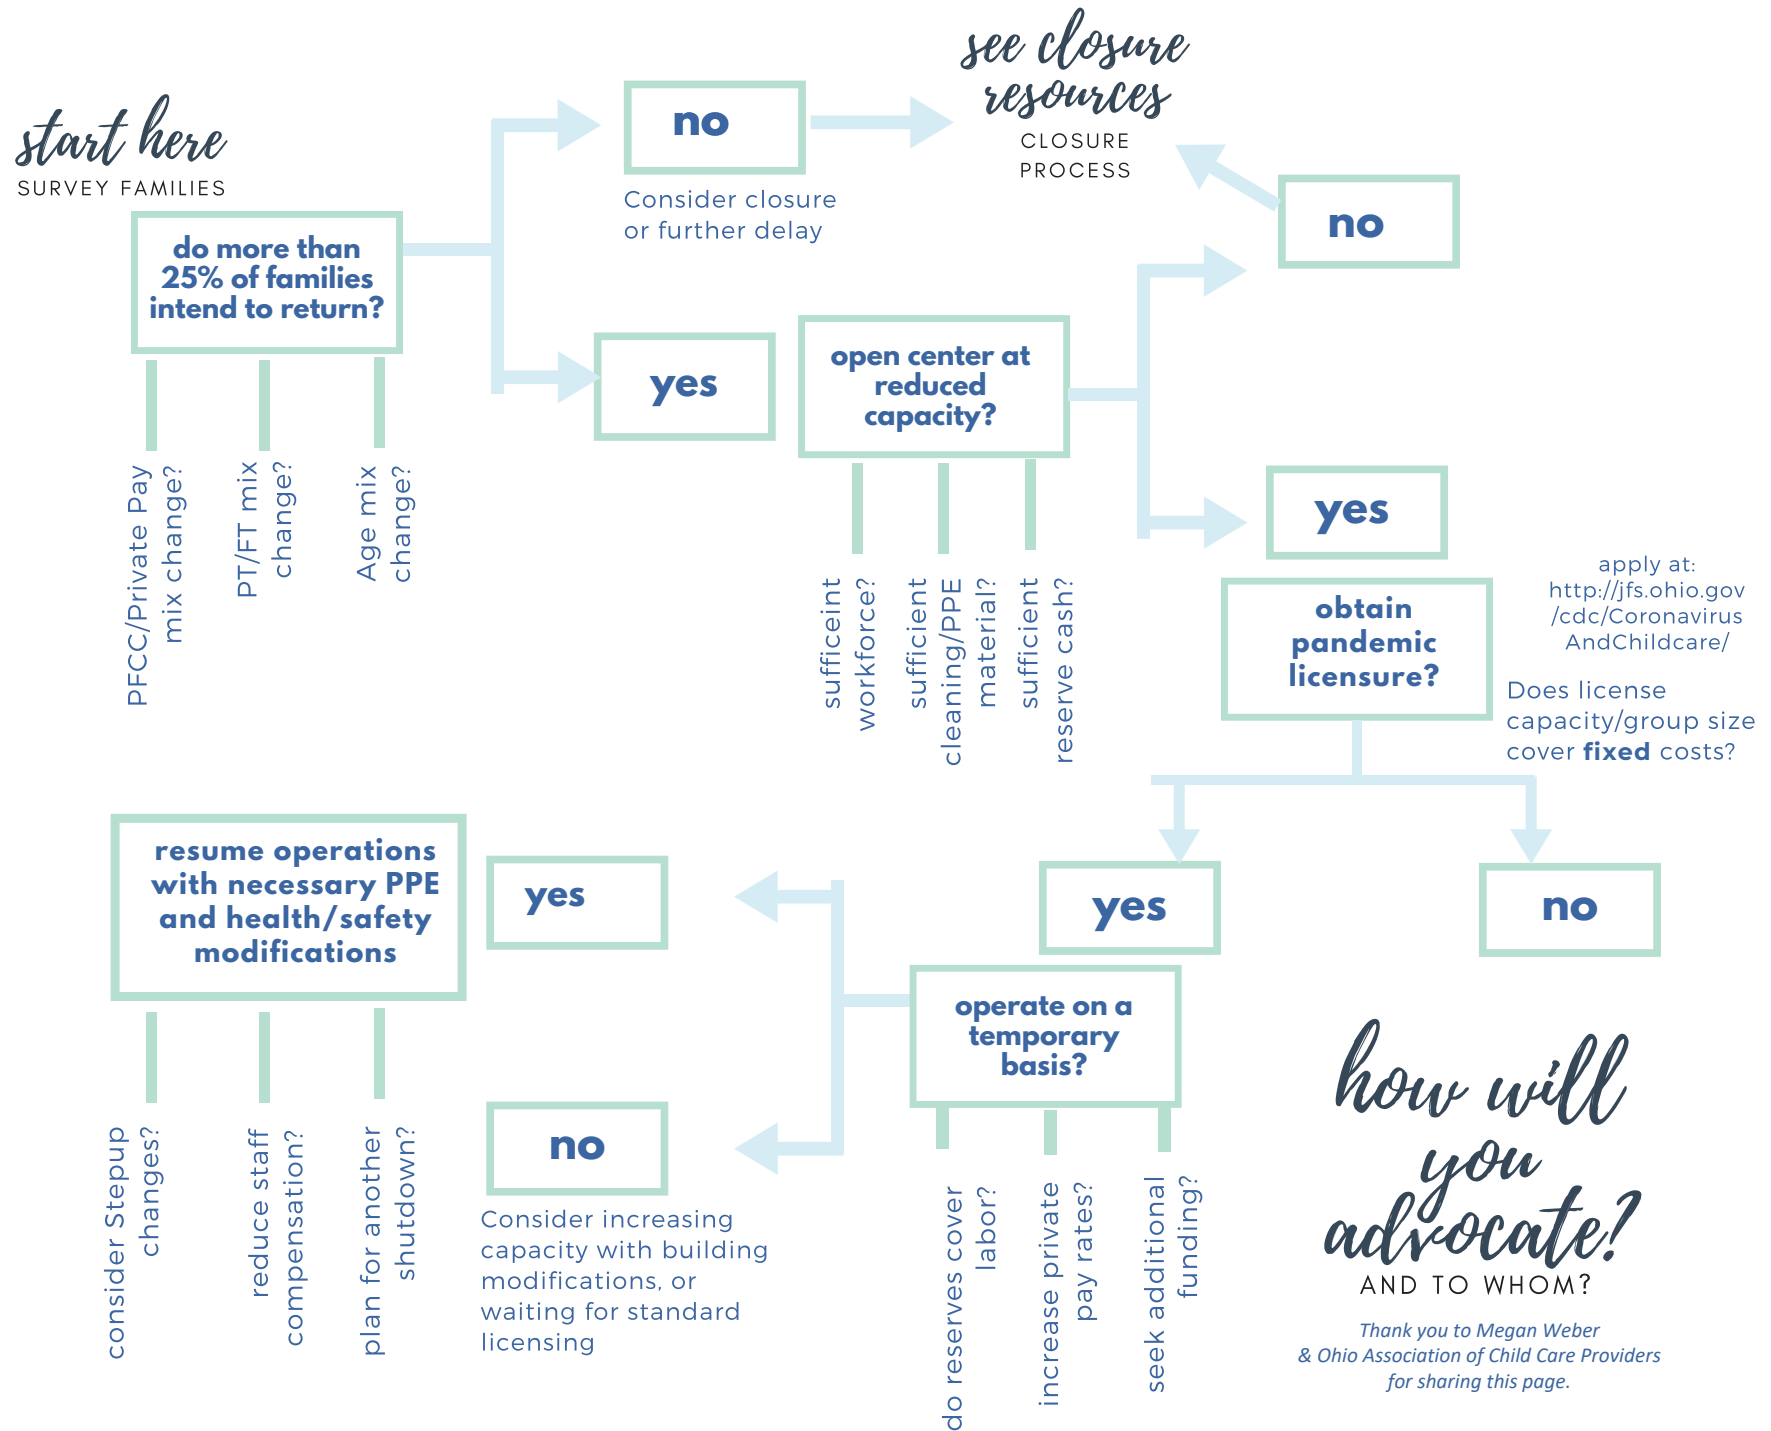 start here
SURVEY FAMILIES
do more than
25% of families
intend to return?
PFCC/Private Pay
mix change?
PT/FT mix
change?
Age mix
change?
no
Consider closure
or further delay
see closure
resources
CLOSURE
PROCESS
yes
open center at
reduced
capacity?
sufficeint
workforce?
sufficient
cleaning/PPE
material?
sufficient
reserve cash?
no
yes
obtain
pandemic
licensure?
apply at:
http://jfs.ohio.gov
/cdc/Coronavirus
AndChildcare/
Does license
capacity/group size
cover fixed costs?
yes
no
operate on a
temporary
basis?
do reserves cover
labor?
increase private
pay rates?
seek additional
funding?
yes
resume operations
with necessary PPE
and health/safety
modifications
consider Stepup
changes?
reduce staff
compensation?
plan for another
shutdown?
no
Consider increasing
capacity with building
modifications, or
waiting for standard
licensing
how will
you
advocate?
AND TO WHOM?
Thank you to Megan Weber
& Ohio Association of Child Care Providers
for sharing this page.